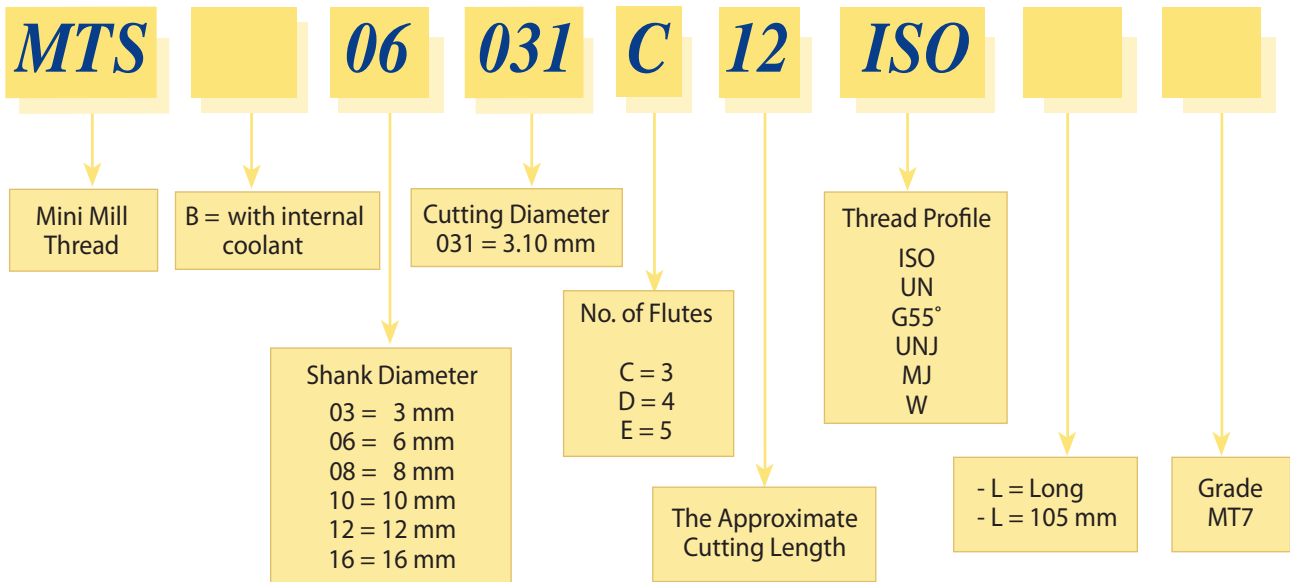 MTS 06 031 C 12 ISO
Mini Mill
Thread
B = with internal
coolant
Shank Diameter
03 = 3 mm
06 = 6 mm
08 = 8 mm
10 = 10 mm
12 = 12 mm
16 = 16 mm
Cutting Diameter
031 = 3.10 mm
No. of Flutes
C = 3
D = 4
E = 5
The Approximate
Cutting Length
Thread Profile
ISO
UN
G55°
UNJ
MJ
W
- L = Long
- L = 105 mm
Grade
MT7